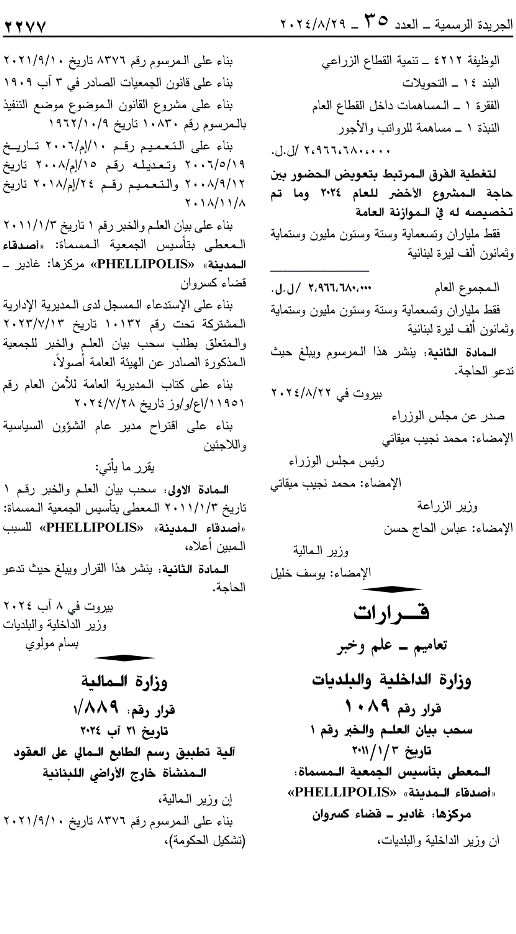 الجريدة الرسمية ــ العدد ٣٥ ــ ٢٠٢٤/٨/٢٩
٢٢٧٧
الوظيفة ٤٢١٢ ــ تنمية القطاع الزراعي
البند ١٤ ــ التحويلات
الفقرة ١ ــ المساهمات داخل القطاع العام
النبذة ١ ــ مساهمة للرواتب والأجور
٢،٩٦٦،٦٨٠،٠٠٠ /ل.ل.
لتغطية الفرق المرتبط بتعويض الحضور بين
حاجة المشروع الأخضر للعام ٢٠٢٤ وما تم
تخصيصه له في الموازنة العامة
فقط ملياران وتسعماية وستة وستون مليون وستماية
وثمانون ألف ليرة لبنانية
المجموع العام ٢،٩٦٦،٦٨٠،٠٠٠ /ل.ل.
فقط ملياران وتسعماية وستة وستون مليون وستماية
وثمانون ألف ليرة لبنانية
المادة الثانية: ينشر هذا المرسوم ويبلغ حيث
تدعو الحاجة.
بيروت في ٢٠٢٤/٨/٢٢
صدر عن مجلس الوزراء
الإمضاء: محمد نجيب ميقاتي
رئيس مجلس الوزراء
الإمضاء: محمد نجيب ميقاتي
وزير الزراعة
الإمضاء: عباس الحاج حسن
وزير المالية
الإمضاء: يوسف خليل
قرارات
تعاميم ــ علم وخبر
وزارة الداخلية والبلديات
قرار رقم ١٠٨٩
سحب بيان العلم والخبر رقم ١
تاريخ ٢٠١١/١/٣
المعطى بتأسيس الجمعية المسماة:
«أصدقاء المدينة» «PHELLIPOLIS»
مركزها: غادير ــ قضاء كسروان
ان وزير الداخلية والبلديات،
بناء على المرسوم رقم ٨٣٧٦ تاريخ ٢٠٢١/٩/١٠
بناء على قانون الجمعيات الصادر في ٣ آب ١٩٠٩
بناء على مشروع القانون الموضوع موضع التنفيذ
بالمرسوم رقم ١٠٨٣٠ تاريخ ١٩٦٢/١٠/٩
بناء على التعميم رقم ١٠/إم/٢٠٠٦ تاريخ
٢٠٠٦/٥/١٩ وتعديله رقم ١٥/إم/٢٠٠٨ تاريخ
٢٠٠٨/٩/١٢ والتعميم رقم ٢٤/إم/٢٠١٨ تاريخ
٢٠١٨/١١/٨
بناء على بيان العلم والخبر رقم ١ تاريخ ٢٠١١/١/٣
المعطى بتأسيس الجمعية المسماة: «أصدقاء
المدينة» «PHELLIPOLIS» مركزها: غادير ــ
قضاء كسروان
بناء على الإستدعاء المسجل لدى المديرية الإدارية
المشتركة تحت رقم ١٠١٣٢ تاريخ ٢٠٢٣/٧/١٣
والمتعلق بطلب سحب بيان العلم والخبر للجمعية
المذكورة الصادر عن الهيئة العامة أصولاً،
بناء على كتاب المديرية العامة للأمن العام رقم
١١٩٥١/اع/و/وز تاريخ ٢٠٢٤/٧/٢٨
بناء على اقتراح مدير عام الشؤون السياسية
واللاجئين
يقرر ما يأتي:
المادة الاولى: سحب بيان العلم والخبر رقم ١
تاريخ ٢٠١١/١/٣ المعطى بتأسيس الجمعية المسماة:
«أصدقاء المدينة» «PHELLIPOLIS» للسبب
المبين أعلاه،
المادة الثانية: ينشر هذا القرار ويبلغ حيث تدعو
الحاجة.
بيروت في ٨ آب ٢٠٢٤
وزير الداخلية والبلديات
بسام مولوي
وزارة المالية
قرار رقم: ١/٨٨٩
تاريخ ٢١ آب ٢٠٢٤
آلية تطبيق رسم الطابع المالي على العقود
المنشأة خارج الأراضي اللبنانية
إن وزير المالية،
بناء على المرسوم رقم ٨٣٧٦ تاريخ ٢٠٢١/٩/١٠
(تشكيل الحكومة)،